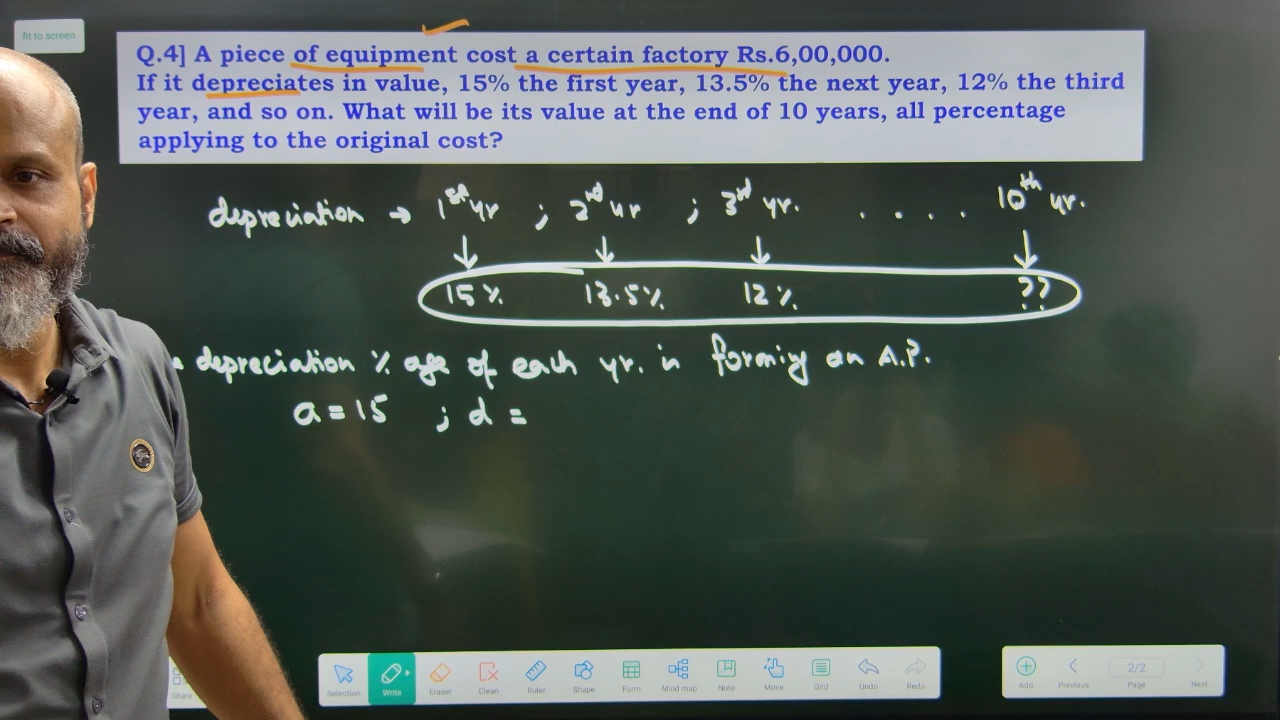 fit to screen
Q.4] A piece of equipment cost a certain factory Rs.6,00,000.
If it depreciates in value, 15% the first year, 13.5% the next year, 12% the third
year, and so on. What will be its value at the end of 10 years, all percentage
applying to the original cost?
depreciation → 1st yr ; 2nd yr ; 3rd yr. . . . . 10th yr.
15% 13.5% 12% ??
depreciation % age of each yr. is forming an A.P.
a = 15 ; d =
Share Selection Write Eraser Clean Ruler Shape Form Mind map Note Move Grid Undo Redo Add Previous 2/2 Page Next